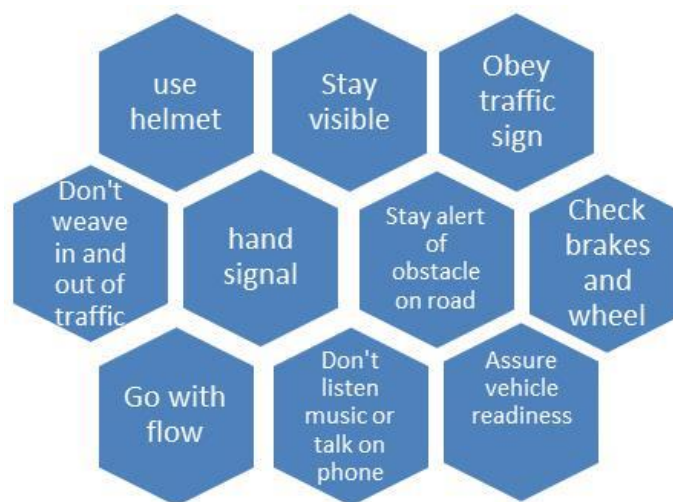 use
helmet
Stay
visible
Obey
traffic
sign
Don't
weave
in and
out of
traffic
hand
signal
Stay alert
of
obstacle
on road
Check
brakes
and
wheel
Go with
flow
Don't
listen
music or
talk on
phone
Assure
vehicle
readiness